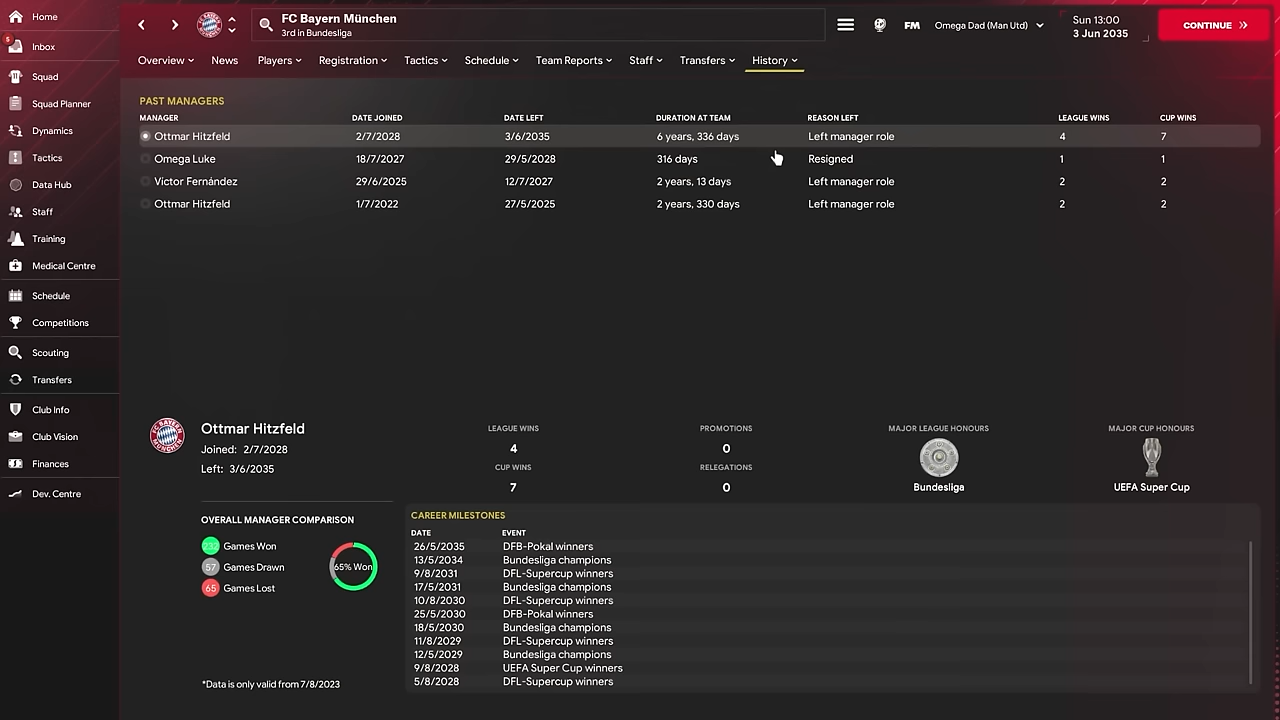 Home
Inbox
5
Squad
Squad Planner
Dynamics
Tactics
Data Hub
Staff
Training
Medical Centre
Schedule
Competitions
Scouting
Transfers
Club Info
Club Vision
Finances
Dev. Centre
FC Bayern München
3rd in Bundesliga
FM
Omega Dad (Man Utd)
Sun 13:00
3 Jun 2035
CONTINUE
Overview News Players Registration Tactics Schedule Team Reports Staff Transfers History
PAST MANAGERS
MANAGER DATE JOINED DATE LEFT DURATION AT TEAM REASON LEFT LEAGUE WINS CUP WINS
Ottmar Hitzfeld 2/7/2028 3/6/2035 6 years, 336 days Left manager role 4 7
Omega Luke 18/7/2027 29/5/2028 316 days Resigned 1 1
Víctor Fernández 29/6/2025 12/7/2027 2 years, 13 days Left manager role 2 2
Ottmar Hitzfeld 1/7/2022 27/5/2025 2 years, 330 days Left manager role 2 2
Ottmar Hitzfeld
Joined: 2/7/2028
Left: 3/6/2035
LEAGUE WINS
4
CUP WINS
7
PROMOTIONS
0
RELEGATIONS
0
MAJOR LEAGUE HONOURS
Bundesliga
MAJOR CUP HONOURS
UEFA Super Cup
OVERALL MANAGER COMPARISON
Games Won
57 Games Drawn
65 Games Lost
65% Won
*Data is only valid from 7/8/2023
CAREER MILESTONES
DATE EVENT
26/5/2035 DFB-Pokal winners
13/5/2034 Bundesliga champions
9/8/2031 DFL-Supercup winners
17/5/2031 Bundesliga champions
10/8/2030 DFL-Supercup winners
25/5/2030 DFB-Pokal winners
18/5/2030 Bundesliga champions
11/8/2029 DFL-Supercup winners
12/5/2029 Bundesliga champions
9/8/2028 UEFA Super Cup winners
5/8/2028 DFL-Supercup winners